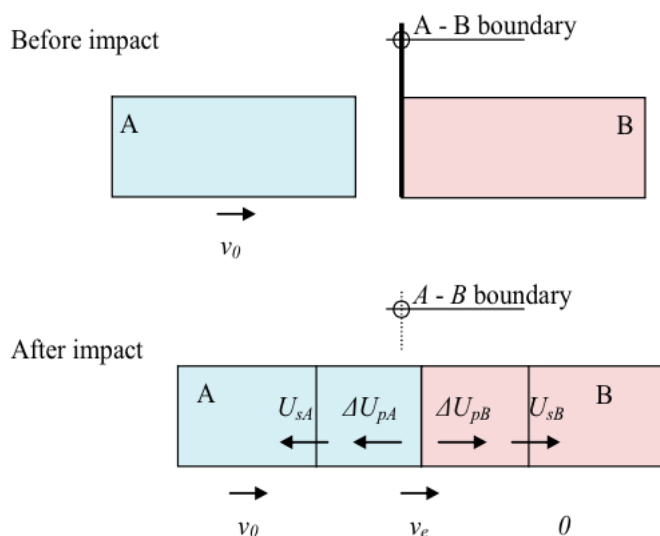 Before impact
A - B boundary
A
B
v0
A - B boundary
After impact
A
UsA
ΔUpA
ΔUpB
UsB
B
v0
ve
0